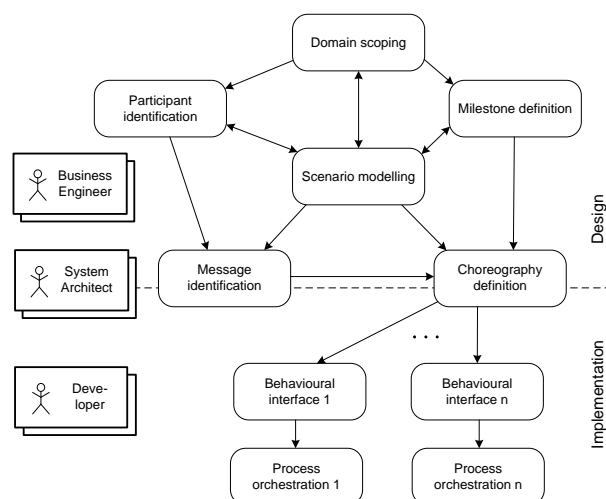 Domain scoping
Participant
identification
Milestone definition
Business
Engineer
Scenario modelling
Design
System
Architect
Message
identification
Choreography
definition
. . .
Implementation
Deve-
loper
Behavioural
interface 1
Behavioural
interface n
Process
orchestration 1
Process
orchestration n